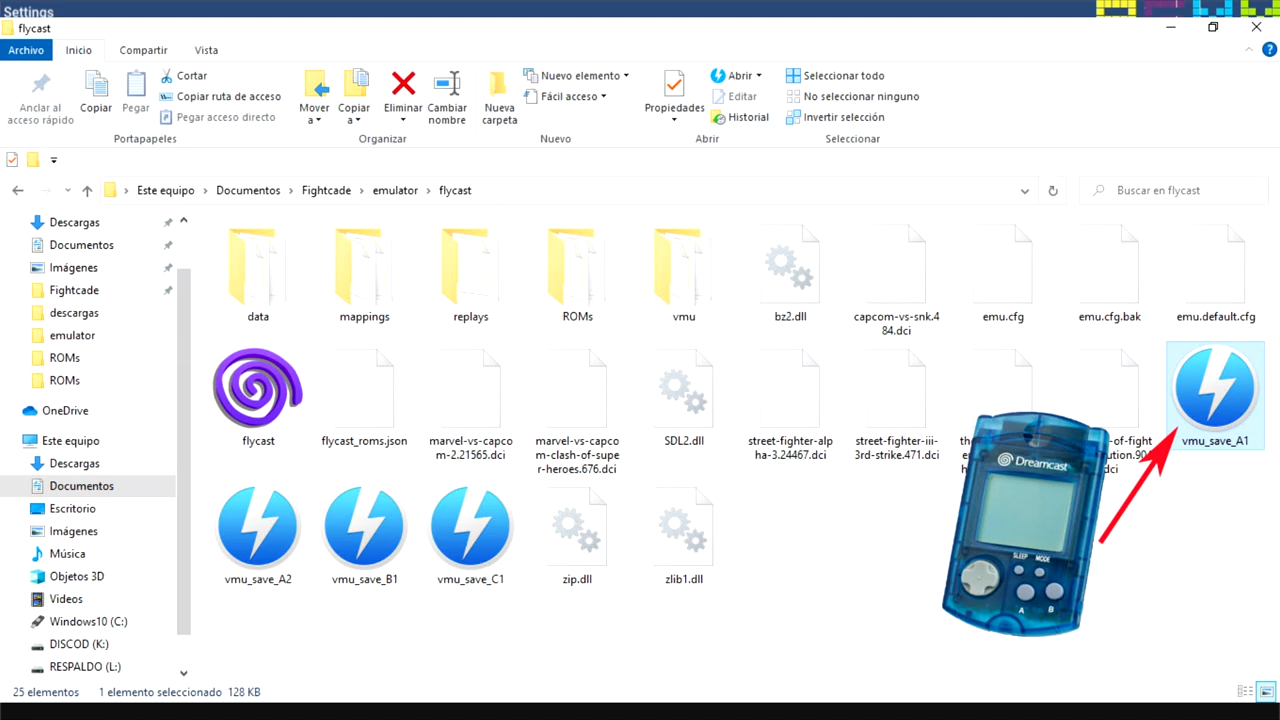 Settings
flycast
Archivo Inicio Compartir Vista
Anclar al acceso rápido
Copiar
Pegar
Cortar
Copiar ruta de acceso
Pegar acceso directo
Portapapeles
Mover a
Copiar a
Eliminar
Cambiar nombre
Organizar
Nueva carpeta
Nuevo elemento
Fácil acceso
Nuevo
Propiedades
Abrir
Editar
Historial
Abrir
Seleccionar todo
No seleccionar ninguno
Invertir selección
Seleccionar
Este equipo > Documentos > Fightcade > emulator > flycast
Buscar en flycast
Descargas
Documentos
Imágenes
Fightcade
descargas
emulator
ROMs
ROMs
OneDrive
Este equipo
Descargas
Documentos
Escritorio
Imágenes
Música
Objetos 3D
Videos
Windows10 (C:)
DISCOD (K:)
RESPALDO (L:)
data
mappings
replays
ROMs
vmu
bz2.dll
capcom-vs-snk.4
84.dci
emu.cfg
emu.cfg.bak
emu.default.cfg
flycast
flycast_roms.json
marvel-vs-capco
m-2.21565.dci
marvel-vs-capco
m-clash-of-supe
r-heroes.676.dci
SDL2.dll
street-fighter-alp
ha-3.24467.dci
street-fighter-iii-
3rd-strike.471.dci
the
-of-fight
ution.90
vmu_save_A1
vmu_save_A2
vmu_save_B1
vmu_save_C1
zip.dll
zlib1.dll
Dreamcast
SLEEP MODE
A B
25 elementos 1 elemento seleccionado 128 KB